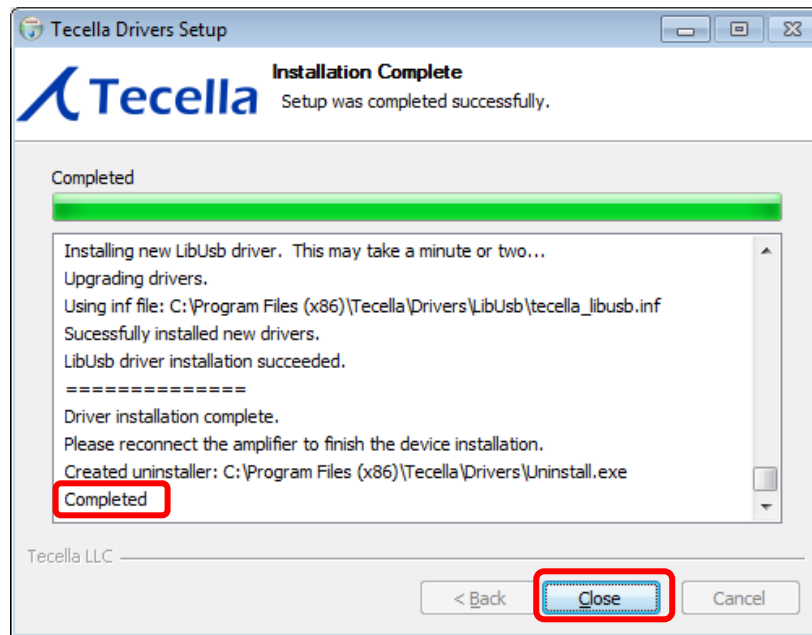 Tecella Drivers Setup
Tecella
Installation Complete
Setup was completed successfully.
Completed
Installing new LibUsb driver.  This may take a minute or two...
Upgrading drivers.
Using inf file: C:\Program Files (x86)\Tecella\Drivers\LibUsb\tecella_libusb.inf
Sucessfully installed new drivers.
LibUsb driver installation succeeded.
==============
Driver installation complete.
Please reconnect the amplifier to finish the device installation.
Created uninstaller: C:\Program Files (x86)\Tecella\Drivers\Uninstall.exe
Completed
Tecella LLC
< Back
Close
Cancel